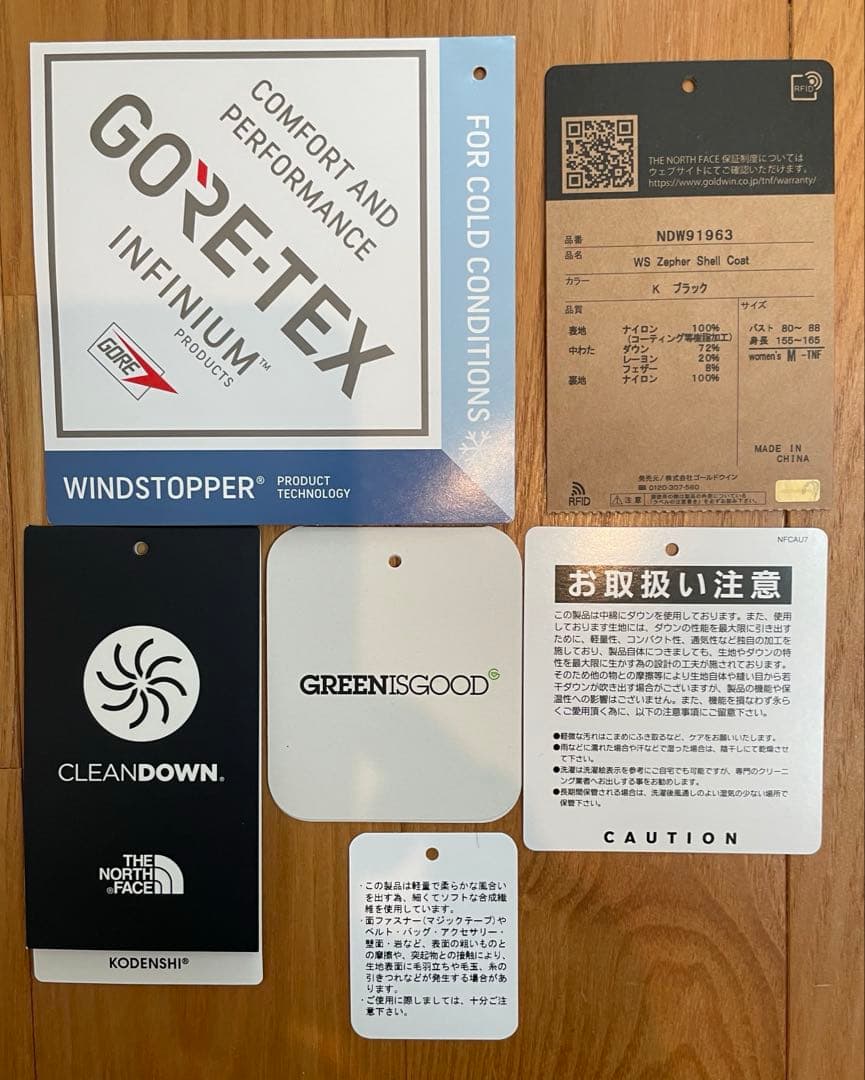 COMFORT AND
PERFORMANCE
GORE-TEX
INFINIUM™
PRODUCTS
GORE
FOR COLD CONDITIONS
WINDSTOPPER®
PRODUCT
TECHNOLOGY
RFID
THE NORTH FACE 保証制度については
ウェブサイトにてご確認いただけます。
https://www.goldwin.co.jp/tnf/warranty/
品番 NDW91963
品名 WS Zepher Shell Coat
カラー K ブラック
品質
サイズ
表地 ナイロン 100%
(コーティング等樹脂加工)
中わた ダウン 72%
レーヨン 20%
フェザー 8%
裏地 ナイロン 100%
バスト 80～ 88
身長 155～165
women's M -TNF
MADE IN
CHINA
発売元/株式会社ゴールドウイン
☎ 0120-307-560
RFID
注意
CLEANDOWN®
THE
NORTH
®FACE
KODENSHI®
GREENISGOOD
NFCAU7
お取扱い注意
この製品は中綿にダウンを使用しております。また、使用
しております生地には、ダウンの性能を最大限に引き出す
ために、軽量性、コンパクト性、通気性など独自の加工を
施しており、製品自体につきましても、生地やダウンの特
性を最大限に生かす為の設計の工夫が施されております。
そのため他の物との摩擦等により生地自体や縫い目から若
干ダウンが吹き出す場合がございますが、製品の機能や保
温性への影響はございません。また、機能を損なわず永ら
くご愛用頂く為に、以下の注意事項にご留意下さい。
●軽微な汚れはこまめにふき取るなど、ケアをお願いいたします。
●雨などに濡れた場合や汗などで湿った場合は、陰干しにて乾燥させ
て下さい。
●洗濯は洗濯絵表示を参考にご自宅でも可能ですが、専門のクリーニ
ング業者へお出しする事をお勧めします。
●長期間保管される場合は、洗濯後風通しのよい湿気の少ない場所で
保管下さい。
CAUTION
・この製品は軽量で柔らかな風合い
を出す為、細くてソフトな合成繊
維を使用しています。
・面ファスナー(マジックテープ)や
ベルト・バッグ・アクセサリー・
壁面・岩など、表面の粗いものと
の摩擦や、突起物との接触により、
生地表面に毛羽立ちや毛玉、糸の
引きつれなどが発生する場合があ
ります。
・ご使用に際しましては、十分ご注
意下さい。